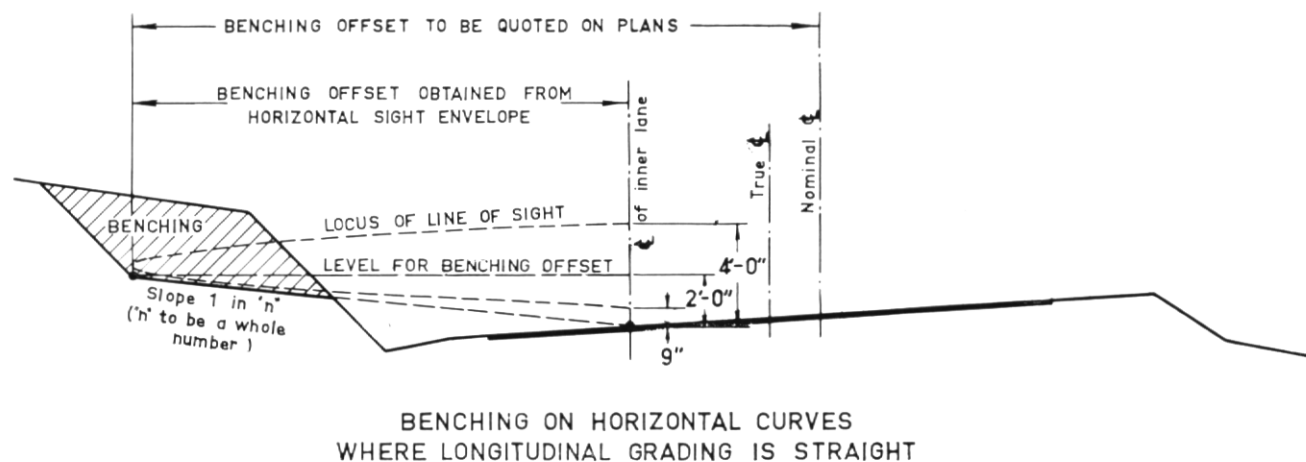 BENCHING OFFSET TO BE QUOTED ON PLANS
BENCHING OFFSET OBTAINED FROM
HORIZONTAL SIGHT ENVELOPE
℄ of inner lane
True ℄
Nominal ℄
BENCHING
LOCUS OF LINE OF SIGHT
LEVEL FOR BENCHING OFFSET
4'-0"
2'-0"
9"
Slope 1 in "n"
("n" to be a whole
number )
BENCHING ON HORIZONTAL CURVES
WHERE LONGITUDINAL GRADING IS STRAIGHT